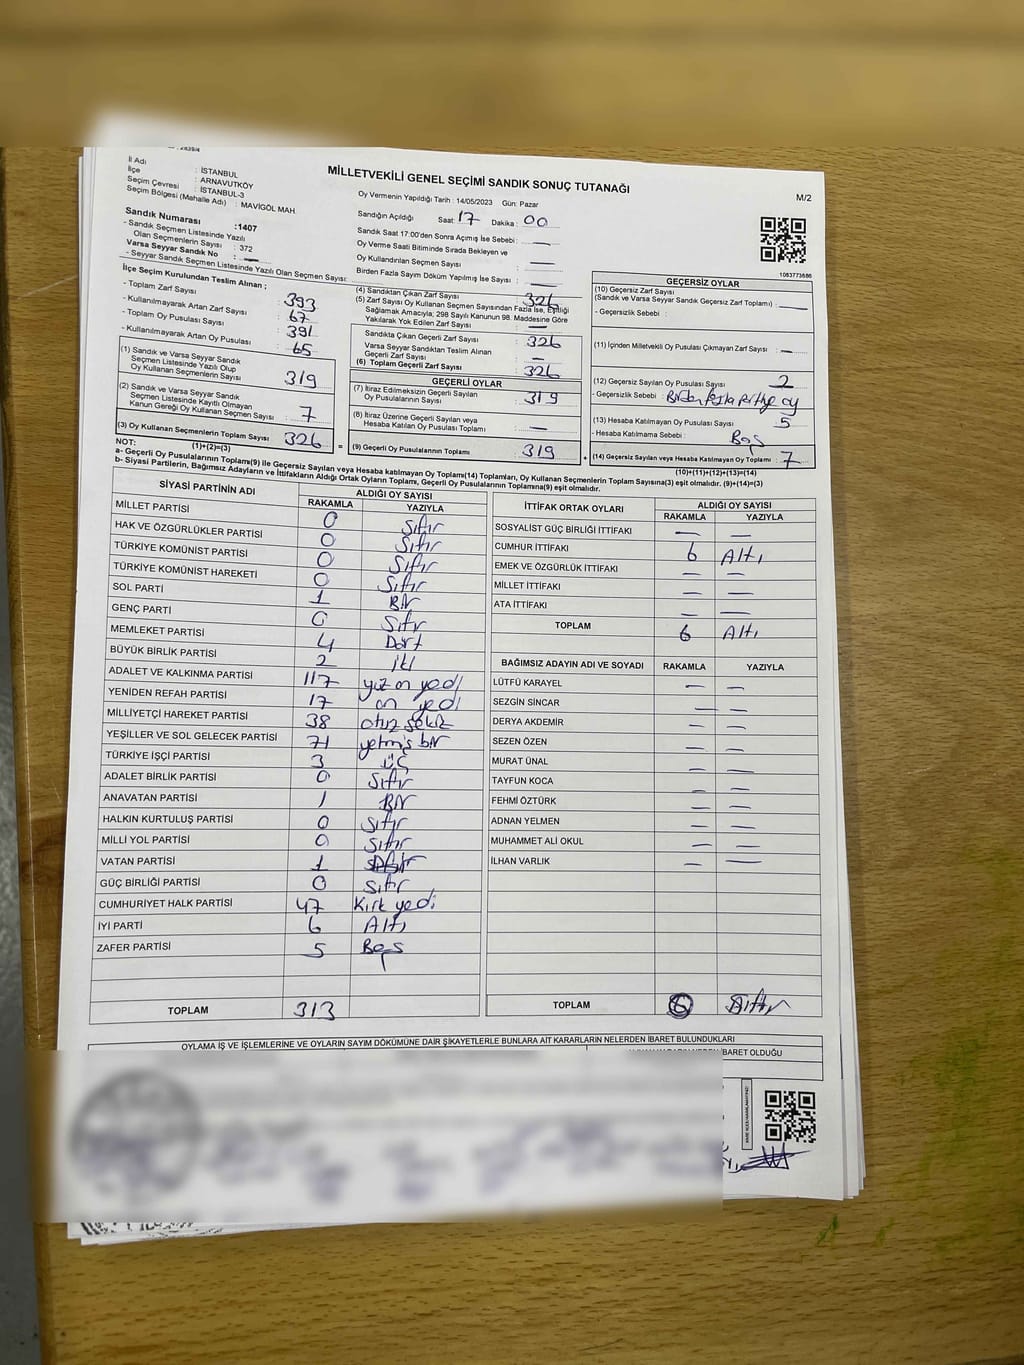 MİLLETVEKİLİ GENEL SEÇİMİ SANDIK SONUÇ TUTANAĞI
M/2
İl Adı : İSTANBUL
İlçe : ARNAVUTKÖY
Seçim Çevresi : İSTANBUL-3
Seçim Bölgesi (Mahalle Adı) : MAVİGÖL MAH.
Sandık Numarası :1407
- Sandık Seçmen Listesinde Yazılı
Olan Seçmenlerin Sayısı : 372
Varsa Seyyar Sandık No : —
- Seyyar Sandık Seçmen Listesinde Yazılı Olan Seçmen Sayısı:
Oy Vermenin Yapıldığı Tarih : 14/05/2023 Gün: Pazar
Sandığın Açıldığı Saat : 17 Dakika : 00
Sandık Saat 17:00'den Sonra Açılmış İse Sebebi : —
Oy Verme Saati Bitiminde Sırada Bekleyen ve
Oy Kullandırılan Seçmen Sayısı : —
Birden Fazla Sayım Döküm Yapılmış İse Sayısı : —
1083773686
İlçe Seçim Kurulundan Teslim Alınan ;
- Toplam Zarf Sayısı : 393
- Kullanılmayarak Artan Zarf Sayısı : 67
- Toplam Oy Pusulası Sayısı : 391
- Kullanılmayarak Artan Oy Pusulası : 65
(1) Sandık ve Varsa Seyyar Sandık
Seçmen Listesinde Yazılı Olup
Oy Kullanan Seçmenlerin Sayısı : 319
(2) Sandık ve Varsa Seyyar Sandık
Seçmen Listesinde Kayıtlı Olmayan
Kanun Gereği Oy Kullanan Seçmen Sayısı : 7
(3) Oy Kullanan Seçmenlerin Toplam Sayısı : 326
(1)+(2)=(3)
(4) Sandıktan Çıkan Zarf Sayısı : 326
(5) Zarf Sayısı Oy Kullanan Seçmen Sayısından Fazla İse, Eşitliği
Sağlamak Amacıyla; 298 Sayılı Kanunun 98. Maddesine Göre
Yakılarak Yok Edilen Zarf Sayısı : —
Sandıkta Çıkan Geçerli Zarf Sayısı : 326
Varsa Seyyar Sandıktan Teslim Alınan
Geçerli Zarf Sayısı : —
(6) Toplam Geçerli Zarf Sayısı : 326
GEÇERLİ OYLAR
(7) İtiraz Edilmeksizin Geçerli Sayılan
Oy Pusulalarının Sayısı : 319
(8) İtiraz Üzerine Geçerli Sayılan veya
Hesaba Katılan Oy Pusulası Toplamı : —
= (9) Geçerli Oy Pusulalarının Toplamı : 319 +
GEÇERSİZ OYLAR
(10) Geçersiz Zarf Sayısı
(Sandık ve Varsa Seyyar Sandık Geçersiz Zarf Toplamı) : —
- Geçersizlik Sebebi :
(11) İçinden Milletvekili Oy Pusulası Çıkmayan Zarf Sayısı : —
(12) Geçersiz Sayılan Oy Pusulası Sayısı : 2
- Geçersizlik Sebebi : Birden fazla partiye oy
(13) Hesaba Katılmayan Oy Pusulası Sayısı : 5
- Hesaba Katılmama Sebebi : Boş
(14) Geçersiz Sayılan veya Hesaba Katılmayan Oy Toplamı : 7
(10)+(11)+(12)+(13)=(14)
NOT:
a- Geçerli Oy Pusulalarının Toplamı(9) ile Geçersiz Sayılan veya Hesaba katılmayan Oy Toplamı(14) Toplamları, Oy Kullanan Seçmenlerin Toplam Sayısına(3) eşit olmalıdır. (9)+(14)=(3)
b- Siyasi Partilerin, Bağımsız Adayların ve İttifakların Aldığı Ortak Oyların Toplamı, Geçerli Oy Pusulalarının Toplamına(9) eşit olmalıdır.
SİYASİ PARTİNİN ADI ALDIĞI OY SAYISI
RAKAMLA YAZIYLA
MİLLET PARTİSİ 0 Sıfır
HAK VE ÖZGÜRLÜKLER PARTİSİ 0 Sıfır
TÜRKİYE KOMÜNİST PARTİSİ 0 Sıfır
TÜRKİYE KOMÜNİST HAREKETİ 0 Sıfır
SOL PARTİ 1 Bir
GENÇ PARTİ 0 Sıfır
MEMLEKET PARTİSİ 4 Dört
BÜYÜK BİRLİK PARTİSİ 2 iki
ADALET VE KALKINMA PARTİSİ 117 yüz on yedi
YENİDEN REFAH PARTİSİ 17 on yedi
MİLLİYETÇİ HAREKET PARTİSİ 38 otuz sekiz
YEŞİLLER VE SOL GELECEK PARTİSİ 71 yetmiş bir
TÜRKİYE İŞÇİ PARTİSİ 3 üç
ADALET BİRLİK PARTİSİ 0 Sıfır
ANAVATAN PARTİSİ 1 Bir
HALKIN KURTULUŞ PARTİSİ 0 Sıfır
MİLLİ YOL PARTİSİ 0 Sıfır
VATAN PARTİSİ 1
GÜÇ BİRLİĞİ PARTİSİ 0 Sıfır
CUMHURİYET HALK PARTİSİ 47 Kırk yedi
İYİ PARTİ 6 Altı
ZAFER PARTİSİ 5 Beş
TOPLAM 313
İTTİFAK ORTAK OYLARI ALDIĞI OY SAYISI
RAKAMLA YAZIYLA
SOSYALİST GÜÇ BİRLİĞİ İTTİFAKI — —
CUMHUR İTTİFAKI 6 Altı
EMEK VE ÖZGÜRLÜK İTTİFAKI — —
MİLLET İTTİFAKI — —
ATA İTTİFAKI — —
TOPLAM 6 Altı
BAĞIMSIZ ADAYIN ADI VE SOYADI RAKAMLA YAZIYLA
LÜTFÜ KARAYEL — —
SEZGİN SINCAR — —
DERYA AKDEMİR — —
SEZEN ÖZEN — —
MURAT ÜNAL — —
TAYFUN KOCA — —
FEHMİ ÖZTÜRK — —
ADNAN YELMEN — —
MUHAMMET ALİ OKUL — —
İLHAN VARLIK — —
TOPLAM
OYLAMA İŞ VE İŞLEMLERİNE VE OYLARIN SAYIM DÖKÜMÜNE DAİR ŞİKAYETLERLE BUNLARA AİT KARARLARIN NELERDEN İBARET BULUNDUKLARI
BARET OLDUĞU